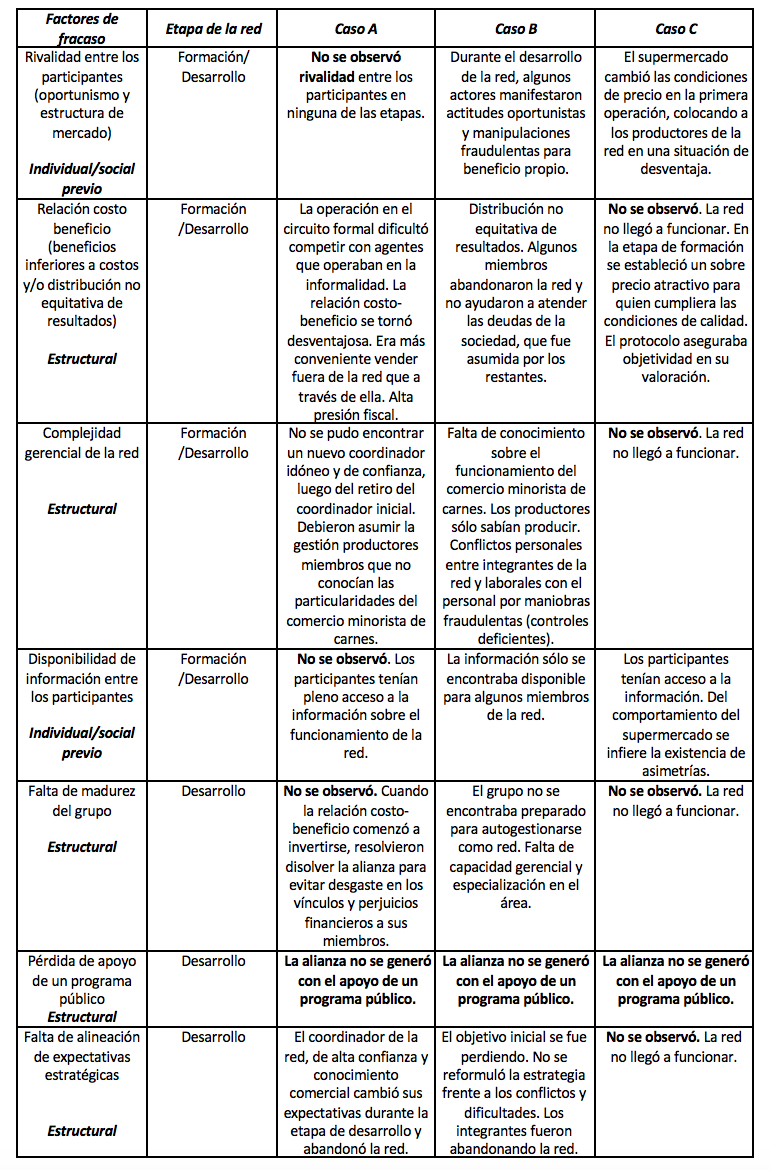 Factores de
fracaso
Etapa de la red
Caso A
Caso B
Caso C
Rivalidad entre los
participantes
(oportunismo y
estructura de
mercado)
Individual/social
previo
Formación/
Desarrollo
No se observó
rivalidad entre los
participantes en
ninguna de las etapas.
Durante el desarrollo
de la red, algunos
actores manifestaron
actitudes oportunistas
y manipulaciones
fraudulentas para
beneficio propio.
El supermercado
cambió las condiciones
de precio en la primera
operación, colocando a
los productores de la
red en una situación de
desventaja.
Relación costo
beneficio
(beneficios
inferiores a costos
y/o distribución no
equitativa de
resultados)
Estructural
Formación
/Desarrollo
La operación en el
circuito formal dificultó
competir con agentes
que operaban en la
informalidad. La
relación costo-
beneficio se tornó
desventajosa. Era más
conveniente vender
fuera de la red que a
través de ella. Alta
presión fiscal.
Distribución no
equitativa de
resultados. Algunos
miembros
abandonaron la red y
no ayudaron a atender
las deudas de la
sociedad, que fue
asumida por los
restantes.
No se observó. La red
no llegó a funcionar. En
la etapa de formación
se estableció un sobre
precio atractivo para
quien cumpliera las
condiciones de calidad.
El protocolo aseguraba
objetividad en su
valoración.
Complejidad
gerencial de la red
Estructural
Formación
/Desarrollo
No se pudo encontrar
un nuevo coordinador
idóneo y de confianza,
luego del retiro del
coordinador inicial.
Debieron asumir la
gestión productores
miembros que no
conocían las
particularidades del
comercio minorista de
carnes.
Falta de conocimiento
sobre el
funcionamiento del
comercio minorista de
carnes. Los productores
sólo sabían producir.
Conflictos personales
entre integrantes de la
red y laborales con el
personal por maniobras
fraudulentas (controles
deficientes).
No se observó. La red
no llegó a funcionar.
Disponibilidad de
información entre
los participantes
Individual/social
previo
Formación
/Desarrollo
No se observó. Los
participantes tenían
pleno acceso a la
información sobre el
funcionamiento de la
red.
La información sólo se
encontraba disponible
para algunos miembros
de la red.
Los participantes
tenían acceso a la
información. Del
comportamiento del
supermercado se
infiere la existencia de
asimetrías.
Falta de madurez
del grupo
Estructural
Desarrollo
No se observó. Cuando
la relación costo-
beneficio comenzó a
invertirse, resolvieron
disolver la alianza para
evitar desgaste en los
vínculos y perjuicios
financieros a sus
miembros.
El grupo no se
encontraba preparado
para autogestionarse
como red. Falta de
capacidad gerencial y
especialización en el
área.
No se observó. La red
no llegó a funcionar.
Pérdida de apoyo
de un programa
público
Estructural
Desarrollo
La alianza no se generó
con el apoyo de un
programa público.
La alianza no se generó
con el apoyo de un
programa público.
La alianza no se generó
con el apoyo de un
programa público.
Falta de alineación
de expectativas
estratégicas
Estructural
Desarrollo
El coordinador de la
red, de alta confianza y
conocimiento
comercial cambió sus
expectativas durante la
etapa de desarrollo y
abandonó la red.
El objetivo inicial se fue
perdiendo. No se
reformuló la estrategia
frente a los conflictos y
dificultades. Los
integrantes fueron
abandonando la red.
No se observó. La red
no llegó a funcionar.